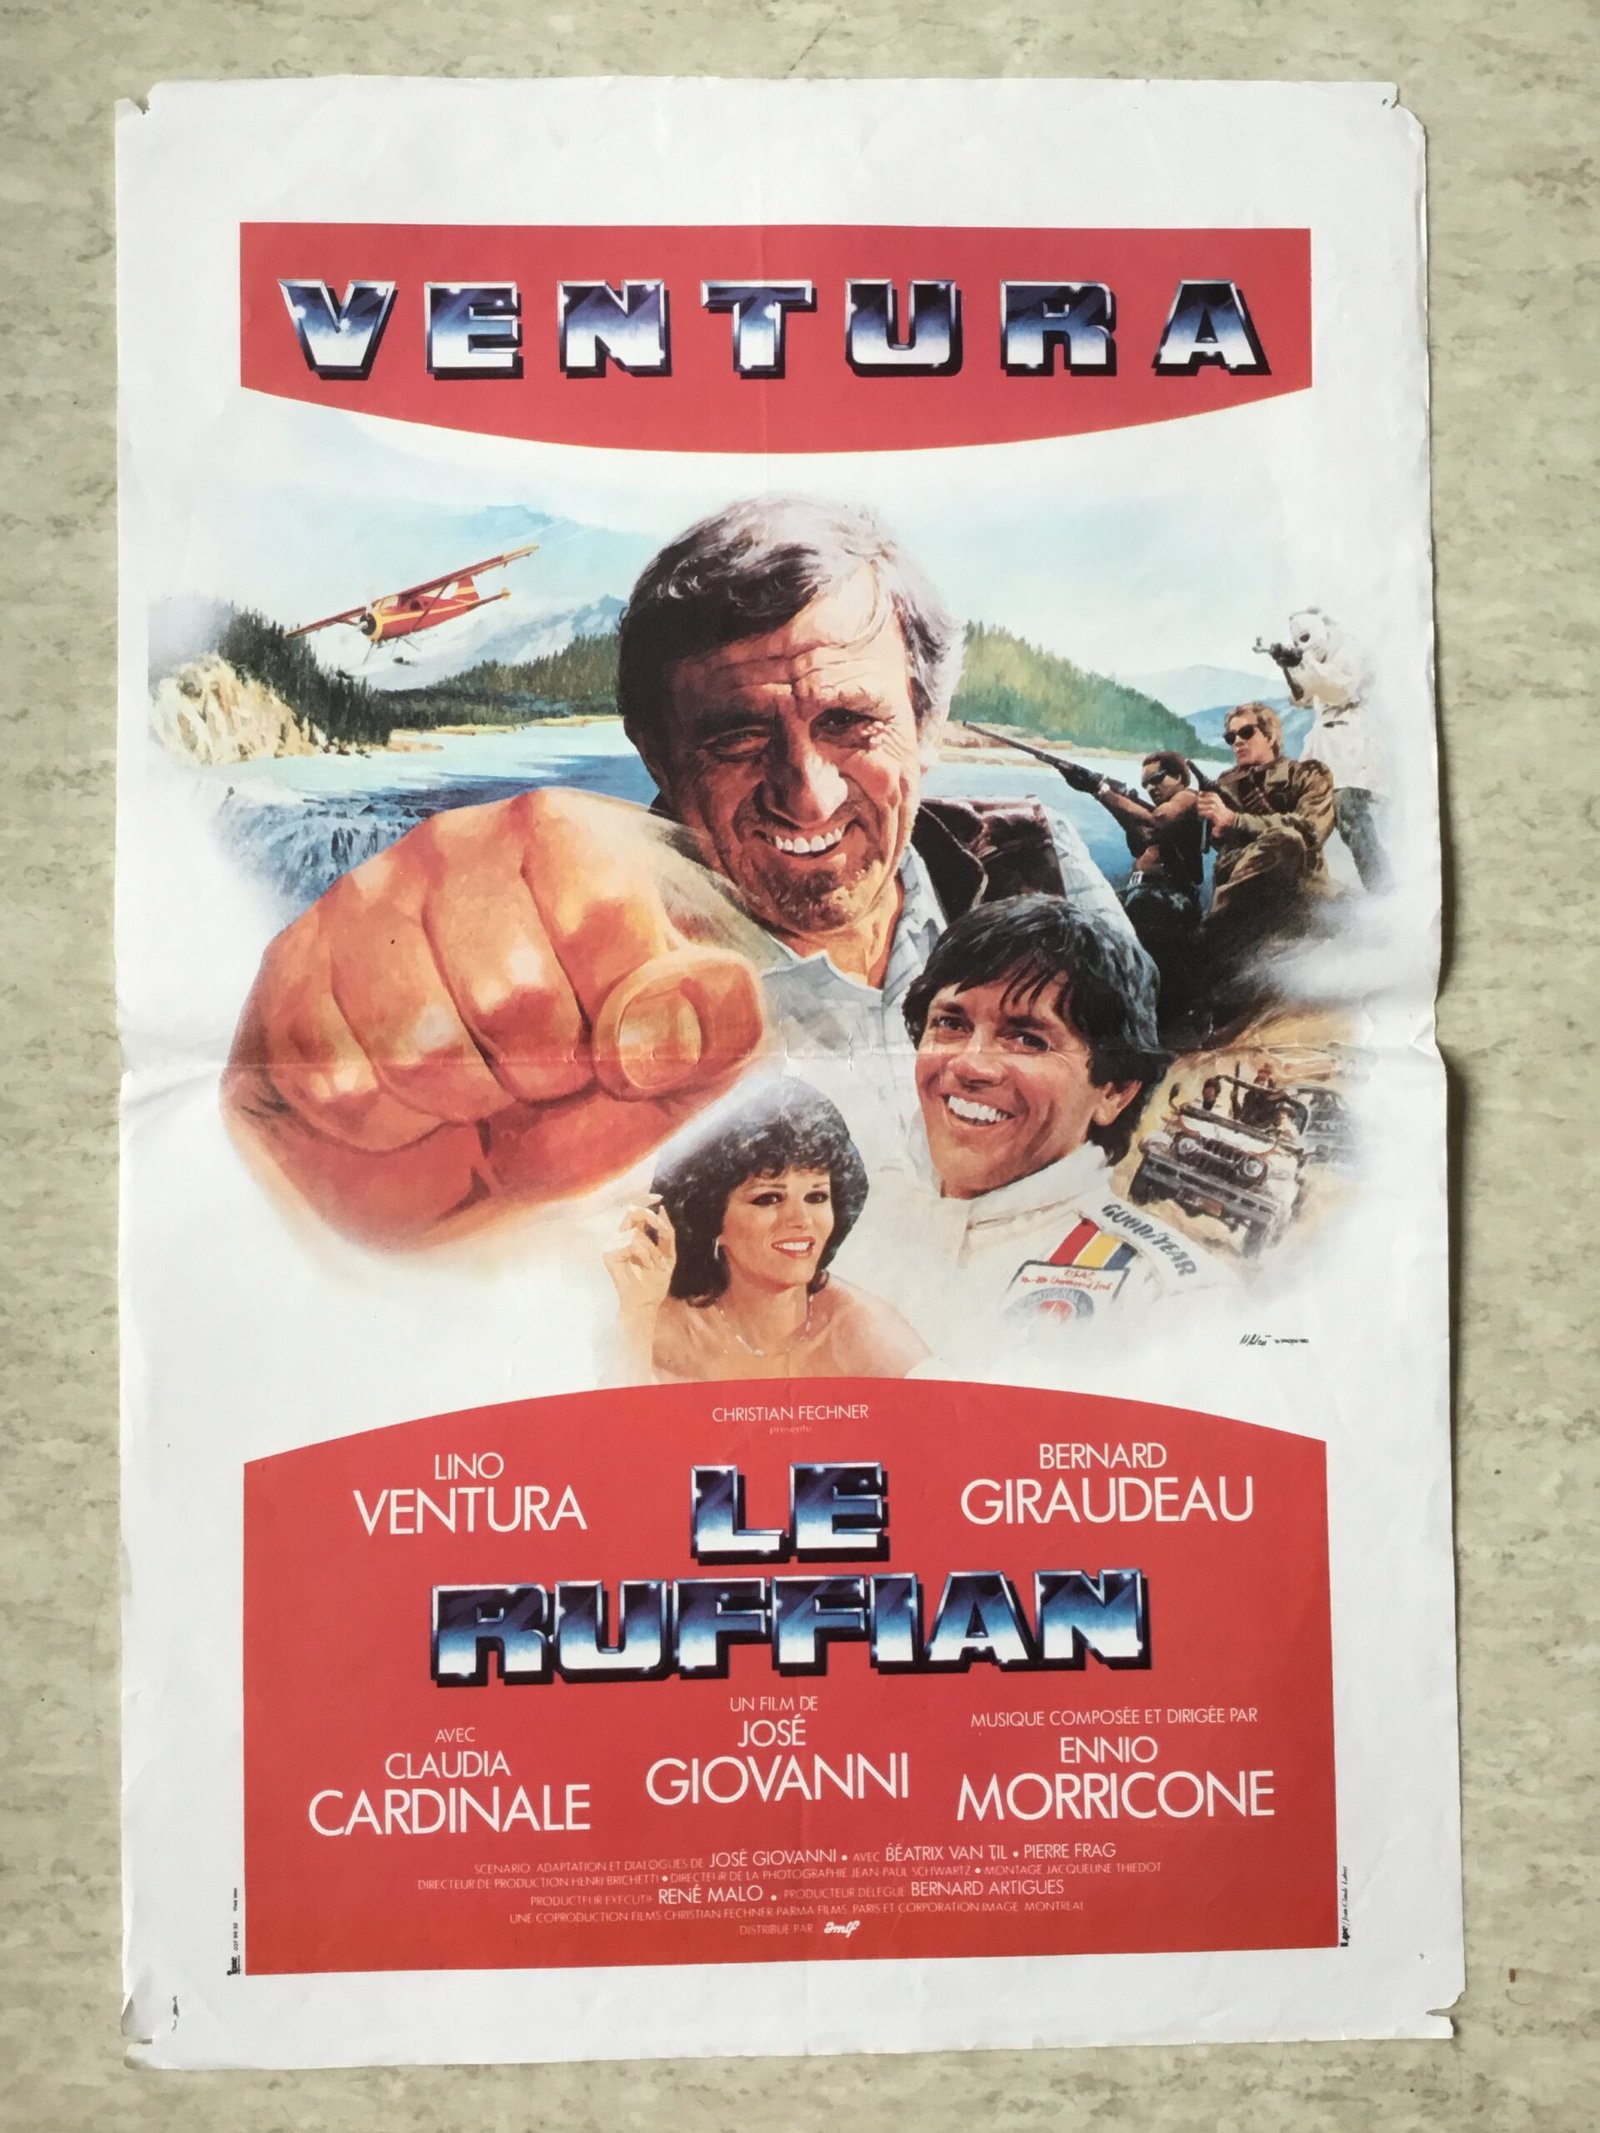 VENTURA
GOODYEAR
CHRISTIAN FECHNER
présente
LINO
VENTURA
BERNARD
GIRAUDEAU
LE
RUFFIAN
AVEC
CLAUDIA
CARDINALE
UN FILM DE
JOSÉ
GIOVANNI
MUSIQUE COMPOSÉE ET DIRIGÉE PAR
ENNIO
MORRICONE
SCENARIO, ADAPTATION ET DIALOGUES DE JOSÉ GIOVANNI • AVEC BÉATRIX VAN TIL • PIERRE FRAG
DIRECTEUR DE PRODUCTION HENRI BRICHETTI • DIRECTEUR DE LA PHOTOGRAPHIE JEAN PAUL SCHWARTZ • MONTAGE JACQUELINE THIEDOT
PRODUCTEUR EXECUTIF RENÉ MALO • PRODUCTEUR DELEGUE BERNARD ARTIGUES
UNE COPRODUCTION FILMS CHRISTIAN FECHNER-PARMA FILMS, PARIS ET CORPORATION IMAGE MONTREAL
DISTRIBUE PAR amlf